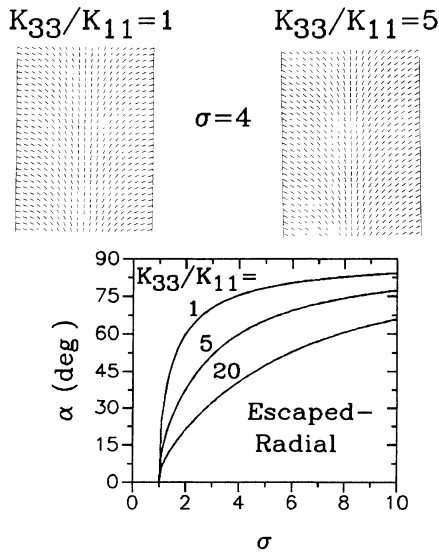 K33/K11=1
K33/K11=5
σ=4
90
75
60
45
30
15
0
α (deg)
K33/K11=
1
5
20
Escaped-
Radial
0
2
4
6
8
10
σ